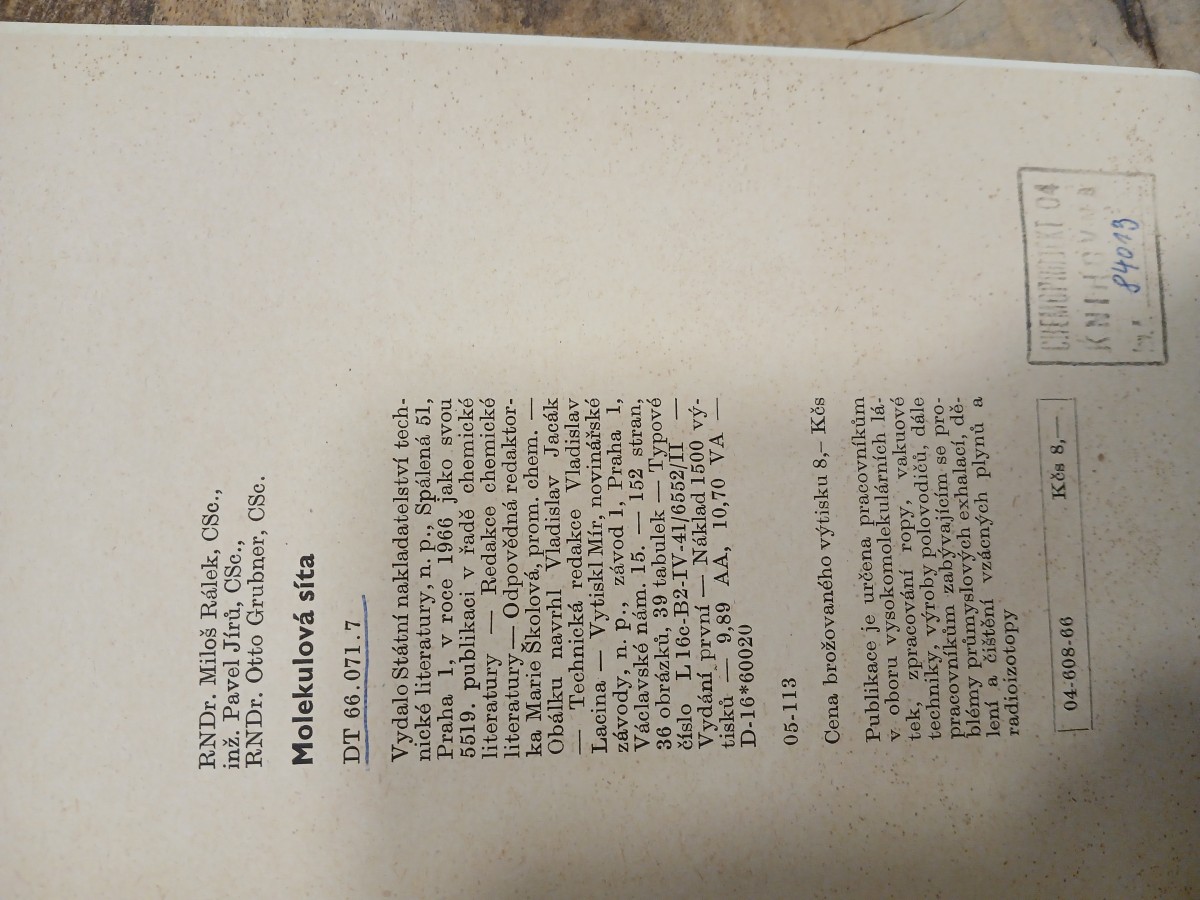 RNDr. Miloš Rálek, CSc.,
inž. Pavel Jírů, CSc.,
RNDr. Otto Grubner, CSc.
Molekulová síta
DT 66.071.7
Vydalo Státní nakladatelství tech-
nické literatury, n. p., Spálená 51,
Praha 1, v roce 1966 jako svou
5519. publikaci v řadě chemické
literatury — Redakce chemické
literatury — Odpovědná redaktor-
ka Marie Školová, prom. chem. —
Obálku navrhl Vladislav Jacák
— Technická redakce Vladislav
Lacina — Vytiskl Mír, novinářské
závody, n. p., závod 1, Praha 1,
Václavské nám. 15. — 152 stran,
36 obrázků, 39 tabulek — Typové
číslo L 16c-B2-IV-41/6552/II —
Vydání první — Náklad 1500 vý-
tisků — 9,89 AA, 10,70 VA —
D-16*60020
05-113
Cena brožovaného výtisku 8,– Kčs
Publikace je určena pracovníkům
v oboru vysokomolekulárních lá-
tek, zpracování ropy, vakuové
techniky, výroby polovodičů, dále
pracovníkům zabývajícím se pro-
blémy průmyslových exhalací, dě-
lení a čištění vzácných plynů a
radioizotopy
04-608-66 Kčs 8,—
CHEMOPROJEKT 04
KNIHOVNA
84013